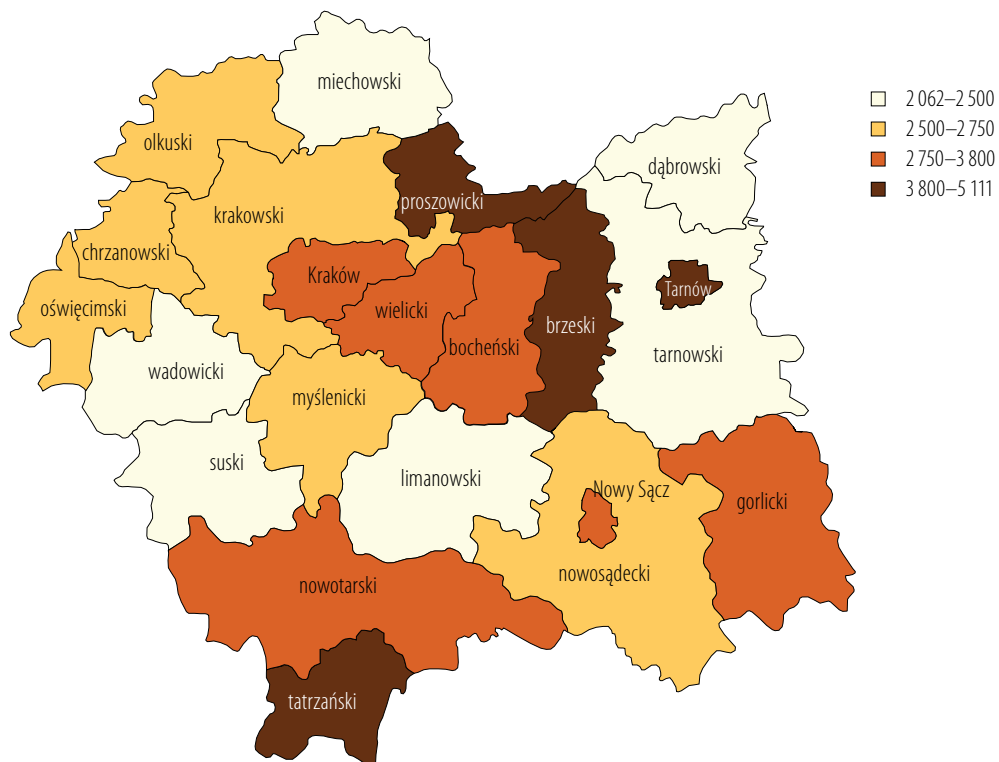 miechowski
2 062–2 500
2 500–2 750
2 750–3 800
3 800–5 111
olkuski
dąbrowski
proszowicki
krakowski
chrzanowski
Kraków
Tarnów
oświęcimski
wielicki
brzeski
bocheński
tarnowski
wadowicki
myślenicki
suski
limanowski
Nowy Sącz
gorlicki
nowosądecki
nowotarski
tatrzański